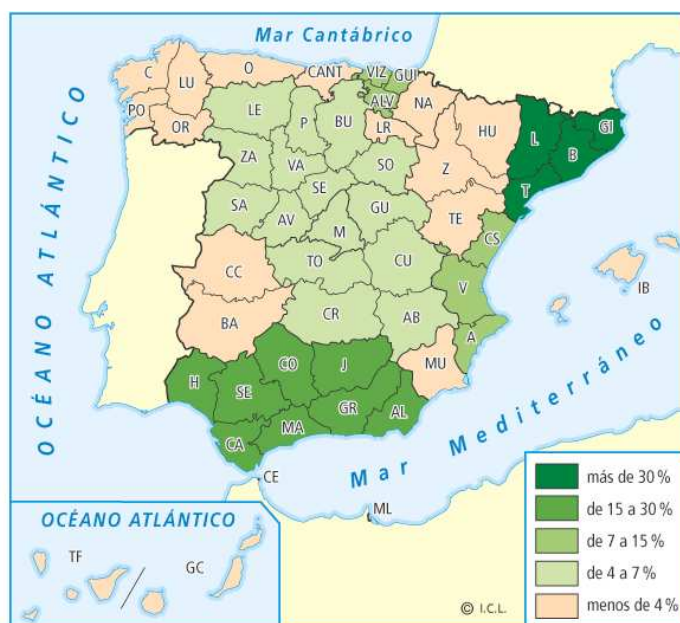 Mar Cantábrico
C
LU
O
CANT
VIZ
GUI
ALV
NA
PO
OR
LE
P
BU
LR
HU
L
GI
B
ZA
VA
SO
Z
T
SE
SA
AV
M
GU
TE
CS
CC
TO
CU
V
IB
BA
CR
AB
A
MU
H
SE
CO
J
GR
AL
CA
MA
CE
ML
OCÉANO ATLÁNTICO
Mar Mediterráneo
OCÉANO ATLÁNTICO
TF
GC
más de 30 %
de 15 a 30 %
de 7 a 15 %
de 4 a 7 %
menos de 4 %
© I.C.L.